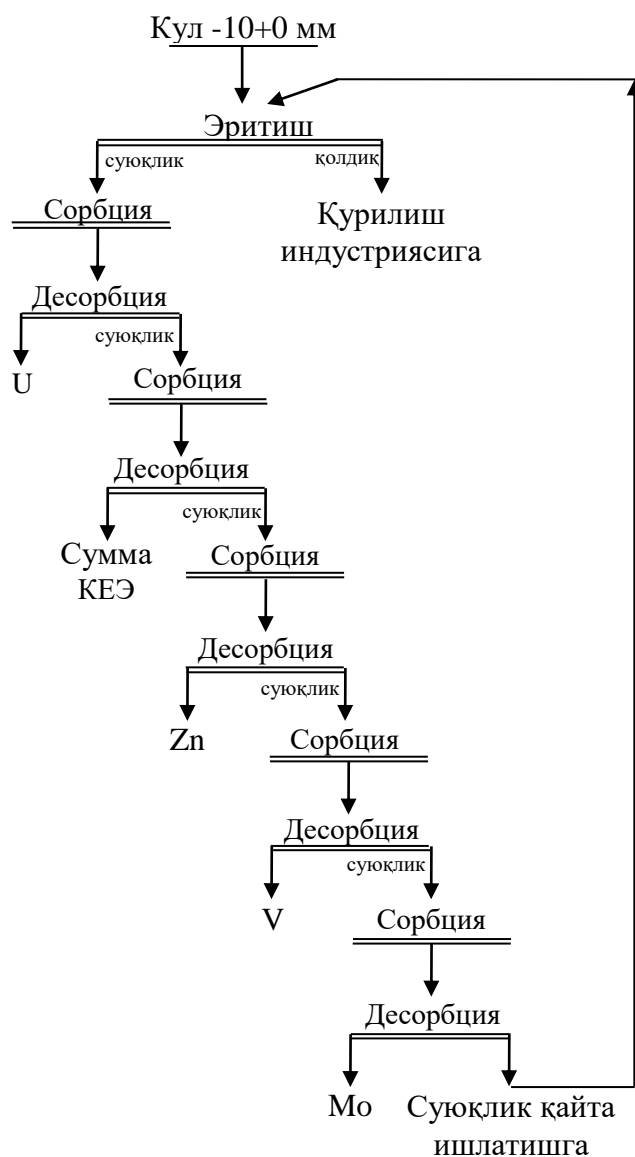 Кул -10+0 мм
Эритиш
суюқлик қолдиқ
Сорбция
Қурилиш
индустриясига
Десорбция
суюқлик
U
Сорбция
Десорбция
суюқлик
Сумма
КЕЭ
Сорбция
Десорбция
суюқлик
Zn
Сорбция
Десорбция
суюқлик
V
Сорбция
Десорбция
Mo
Суюқлик қайта
ишлатишга